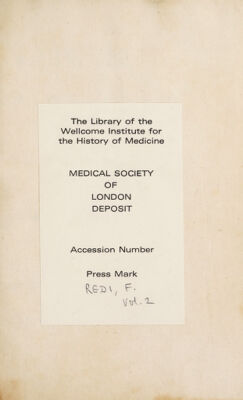 The Library of the
Wellcome Institute for
the History of Medicine
MEDICAL SOCIETY
OF
LONDON
DEPOSIT
Accession Number
Press Mark
REDI, F.
Vol. 2